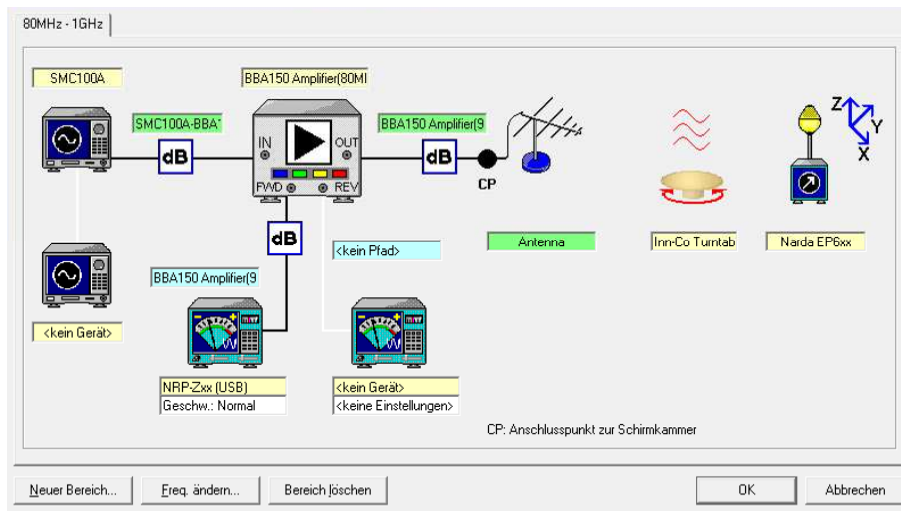 80MHz - 1GHz
SMC100A
BBA150 Amplifier(80MI
SMC100A-BBA
BBA150 Amplifier(9
IN
OUT
dB
dB
CP
FWD
REV
Z
Y
X
dB
<kein Pfad>
Antenna
Inn-Co Turntab
Narda EP6xx
BBA150 Amplifier(9
<kein Gerät>
NRP-Zxx (USB)
Geschw.: Normal
<kein Gerät>
<keine Einstellungen>
CP: Anschlusspunkt zur Schirmkammer
Neuer Bereich...
Freq. ändern...
Bereich löschen
OK
Abbrechen